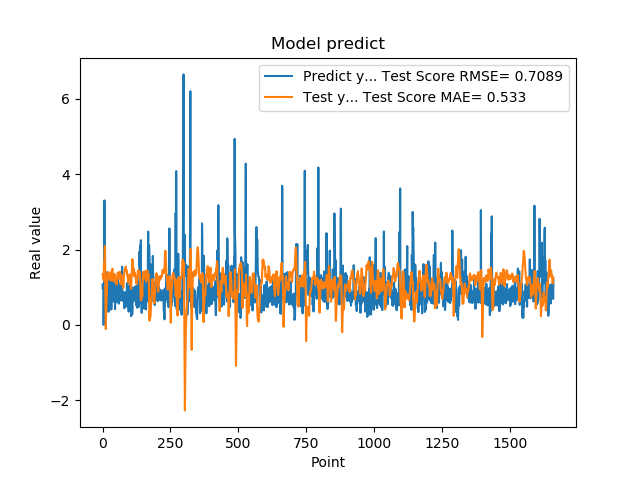 Model predict
Predict y... Test Score RMSE= 0.7089
Test y... Test Score MAE= 0.533
Real value
6
4
2
0
−2
0 250 500 750 1000 1250 1500
Point